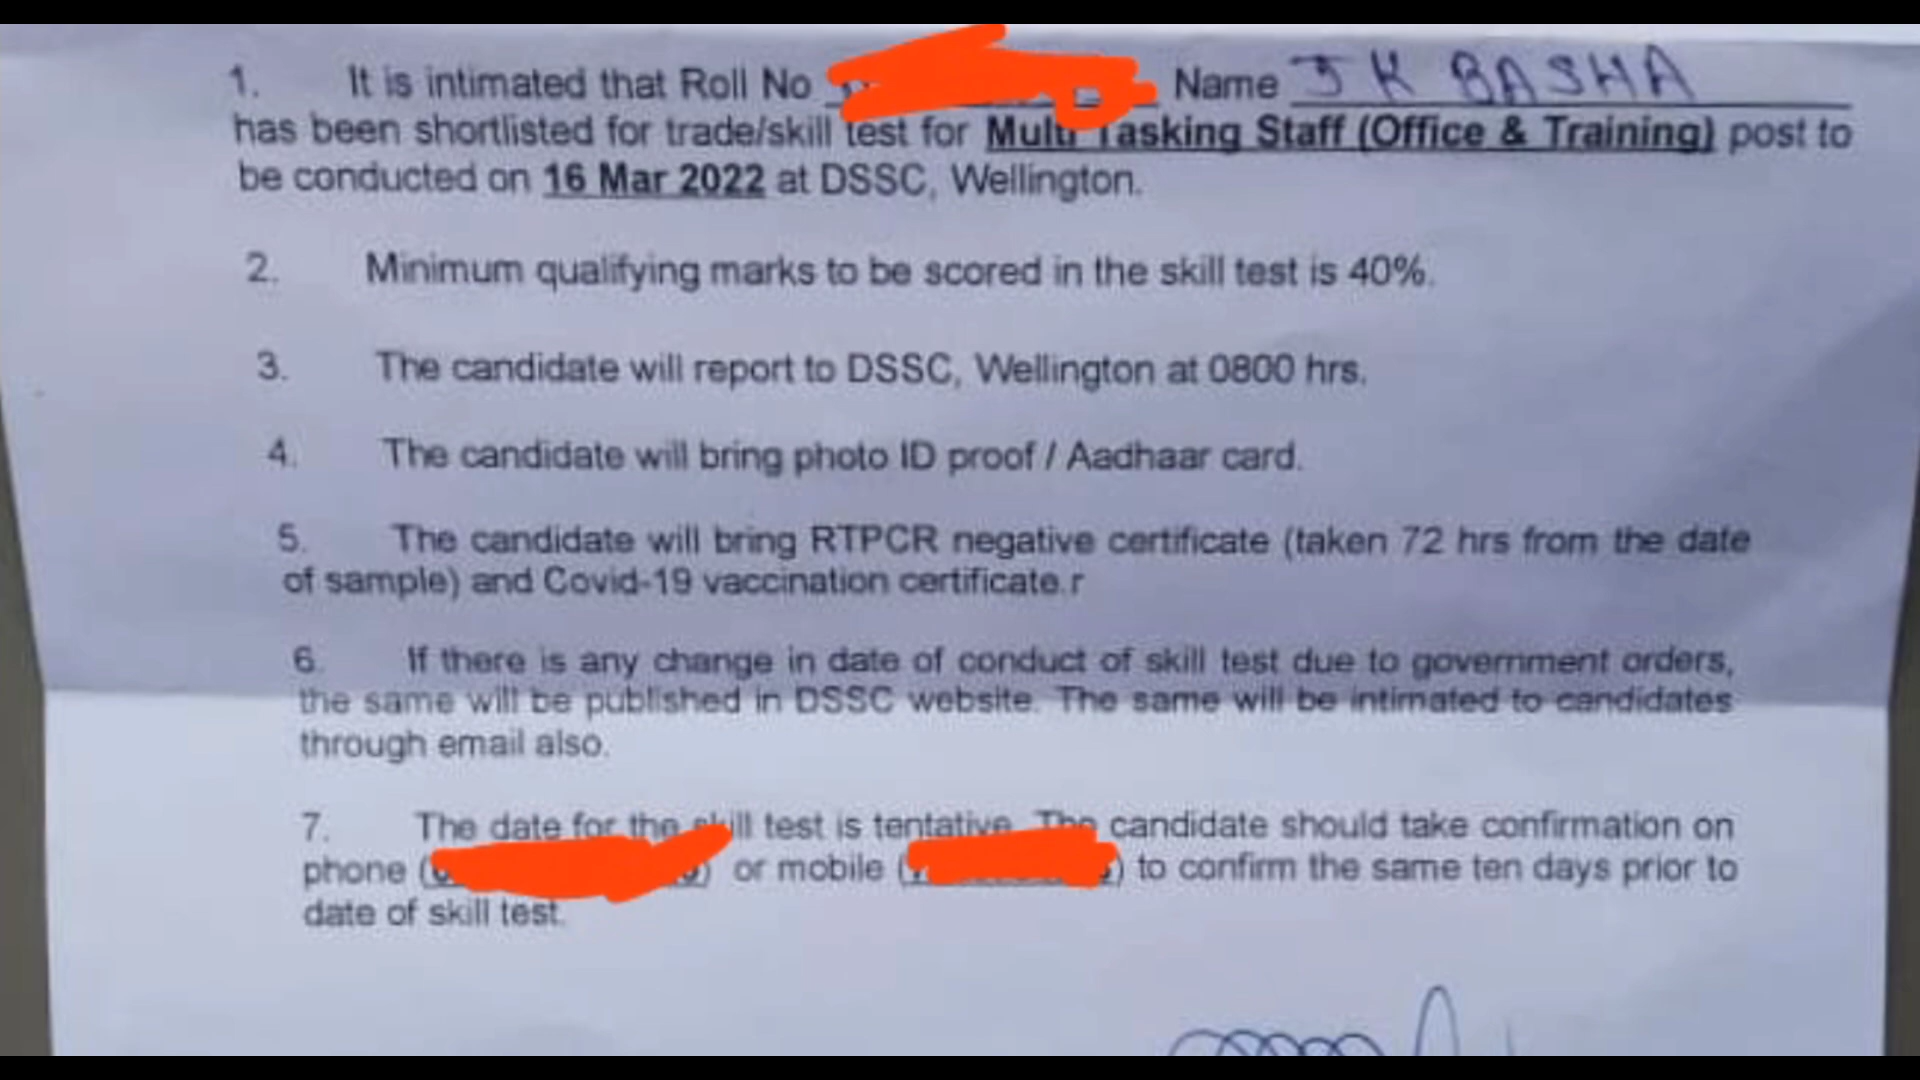 1. It is intimated that Roll No Name J K BASHA
has been shortlisted for trade/skill test for Multi Tasking Staff (Office & Training) post to
be conducted on 16 Mar 2022 at DSSC, Wellington.
2. Minimum qualifying marks to be scored in the skill test is 40%.
3. The candidate will report to DSSC, Wellington at 0800 hrs.
4. The candidate will bring photo ID proof / Aadhaar card.
5. The candidate will bring RTPCR negative certificate (taken 72 hrs from the date
of sample) and Covid-19 vaccination certificate.r
6. If there is any change in date of conduct of skill test due to government orders,
the same will be published in DSSC website. The same will be intimated to candidates
through email also.
7. The date for the skill test is tentative. The candidate should take confirmation on
phone ( ) or mobile ( ) to confirm the same ten days prior to
date of skill test.